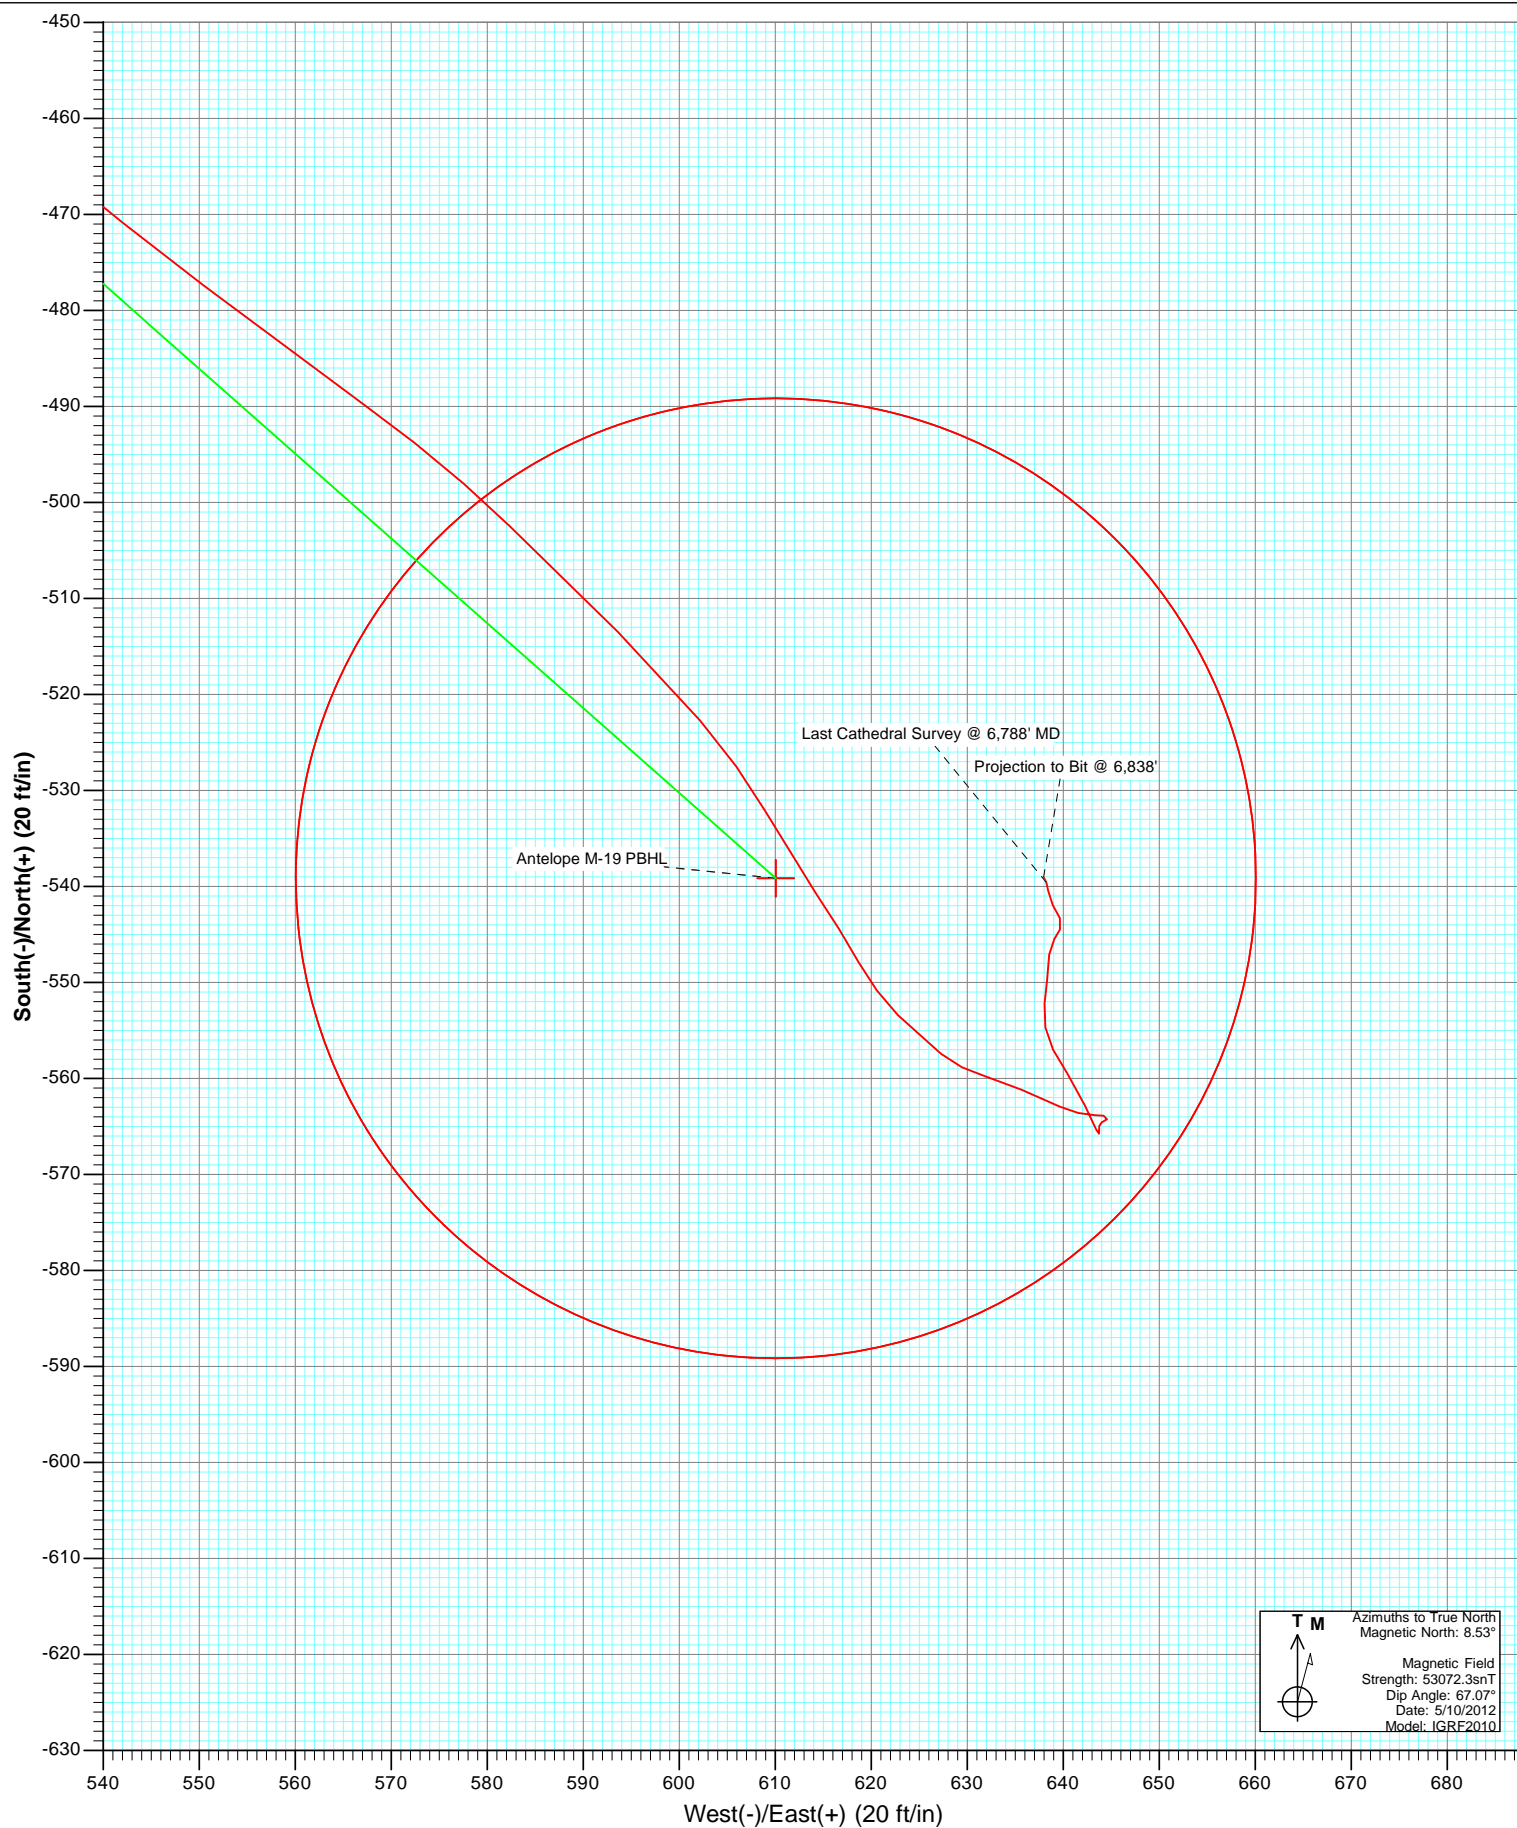 -450
-460
-470
-480
-490
-500
-510
-520
-530
-540
-550
-560
-570
-580
-590
-600
-610
-620
-630
South(-)/North(+) (20 ft/in)
Last Cathedral Survey @ 6,788' MD
Projection to Bit @ 6,838'
Antelope M-19 PBHL
T M
Azimuths to True North
Magnetic North: 8.53°
Magnetic Field
Strength: 53072.3snT
Dip Angle: 67.07°
Date: 5/10/2012
Model: IGRF2010
540 550 560 570 580 590 600 610 620 630 640 650 660 670 680
West(-)/East(+) (20 ft/in)